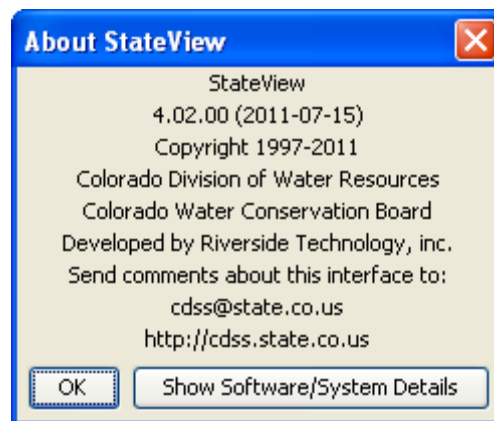 About StateView
StateView
4.02.00 (2011-07-15)
Copyright 1997-2011
Colorado Division of Water Resources
Colorado Water Conservation Board
Developed by Riverside Technology, inc.
Send comments about this interface to:
cdss@state.co.us
http://cdss.state.co.us
OK
Show Software/System Details